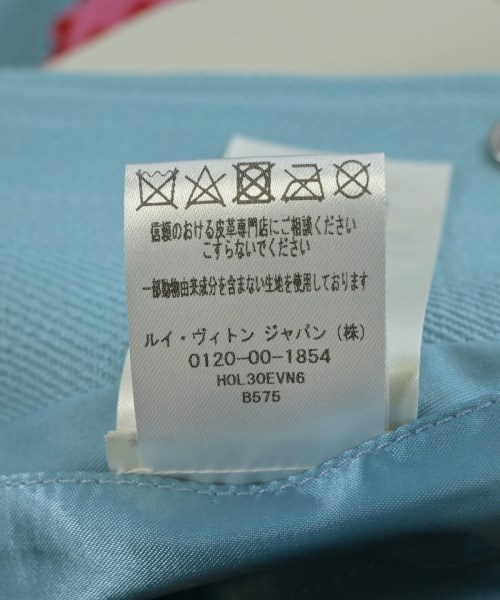 信頼のおける皮革専門店にご相談ください
こすらないでください
一部動物由来成分を含まない生地を使用しております
ルイ・ヴィトン ジャパン（株）
0120-00-1854
HOL30EVN6
B575